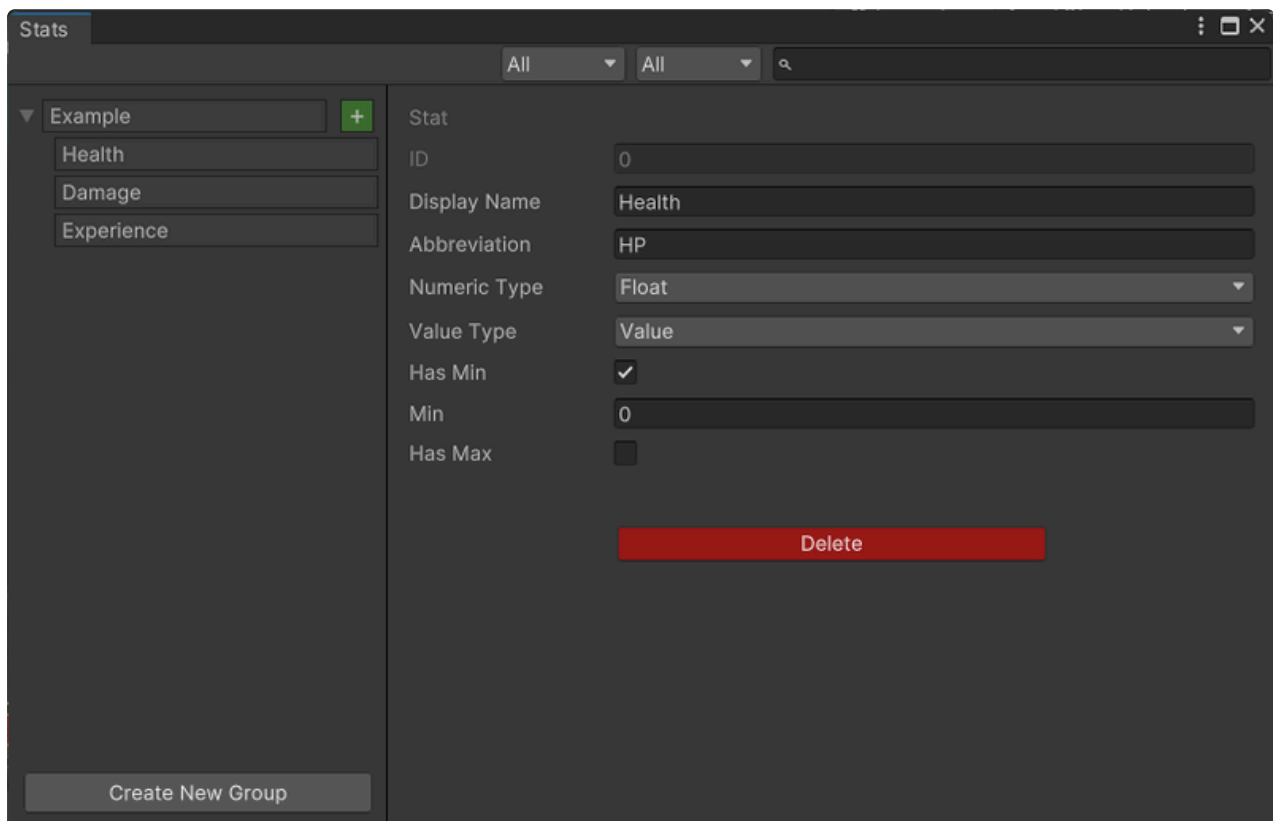 Stats
All All
Example +
Health
Damage
Experience
Create New Group
Stat
ID 0
Display Name Health
Abbreviation HP
Numeric Type Float
Value Type Value
Has Min
Min 0
Has Max
Delete